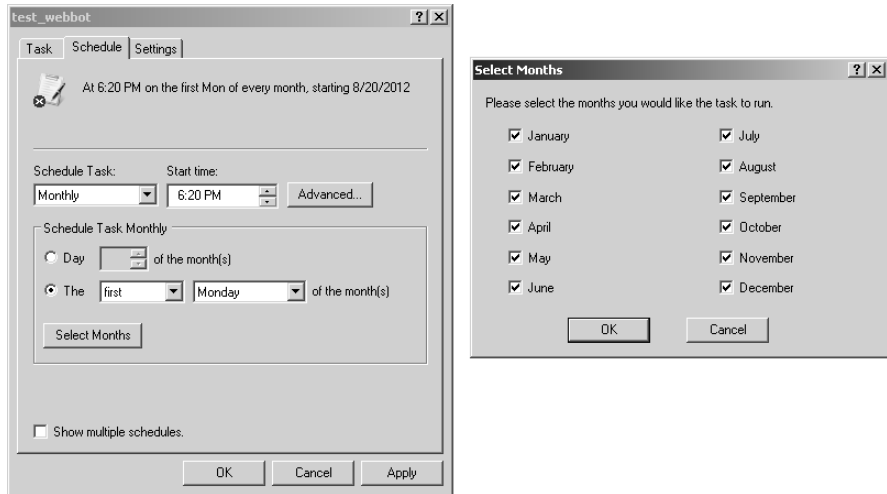 test_webbot
Task Schedule Settings
At 6:20 PM on the first Mon of every month, starting 8/20/2012
Schedule Task: Start time:
Monthly 6:20 PM Advanced...
Schedule Task Monthly
Day of the month(s)
The first Monday of the month(s)
Select Months
Show multiple schedules.
OK Cancel Apply
Select Months
Please select the months you would like the task to run.
January July
February August
March September
April October
May November
June December
OK Cancel